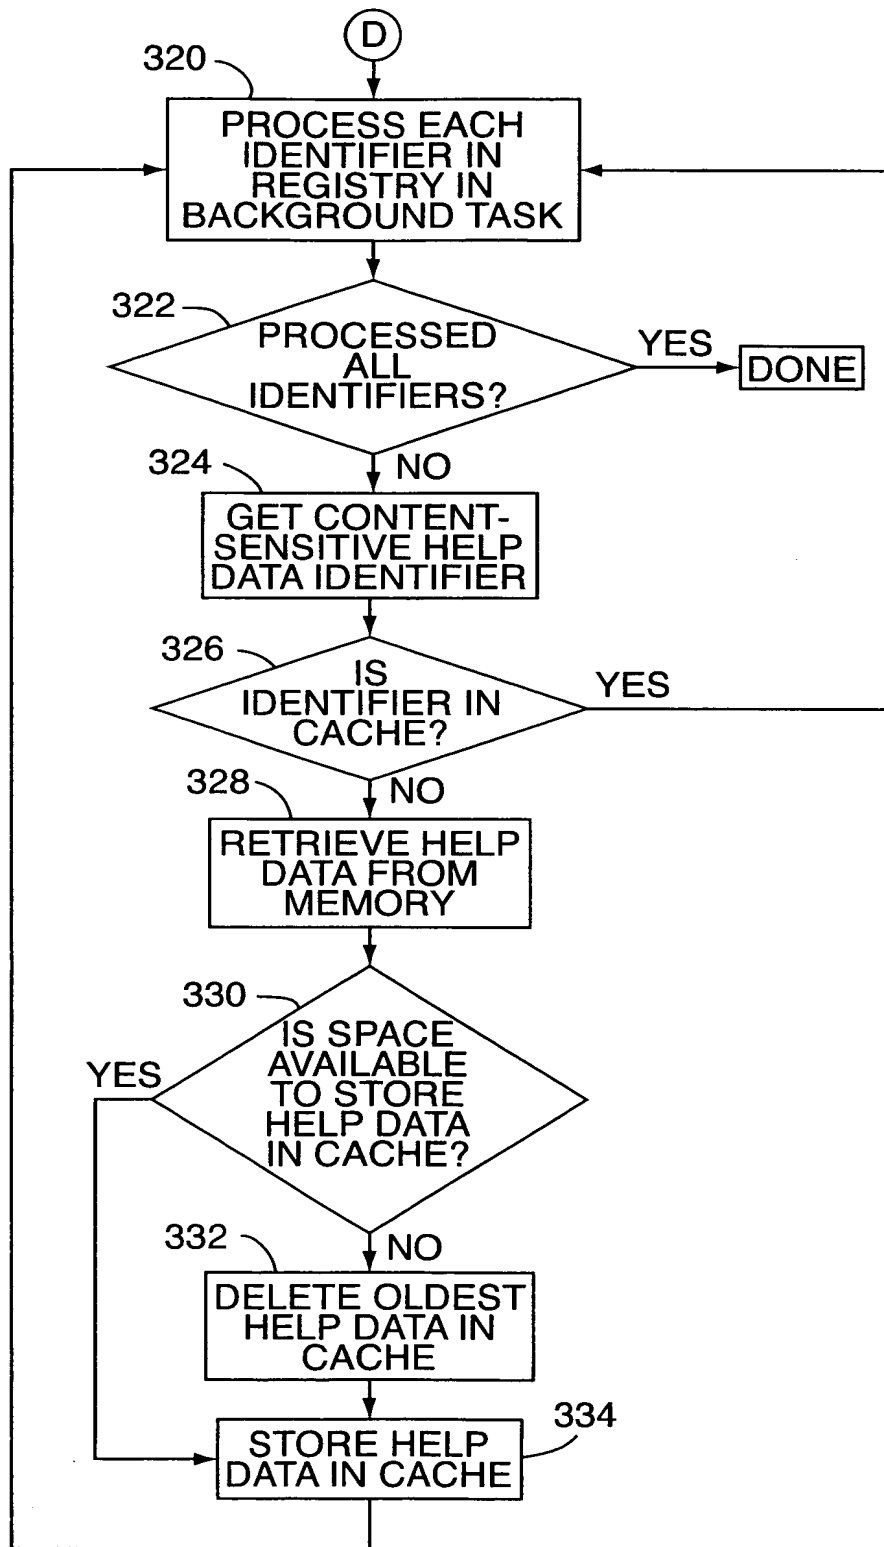 D
320
PROCESS EACH
IDENTIFIER IN
REGISTRY IN
BACKGROUND TASK
322
PROCESSED
ALL
IDENTIFIERS?
YES
DONE
NO
324
GET CONTENT-
SENSITIVE HELP
DATA IDENTIFIER
326
IS
IDENTIFIER IN
CACHE?
YES
NO
328
RETRIEVE HELP
DATA FROM
MEMORY
330
IS SPACE
AVAILABLE
TO STORE
HELP DATA
IN CACHE?
YES
NO
332
DELETE OLDEST
HELP DATA IN
CACHE
334
STORE HELP
DATA IN CACHE